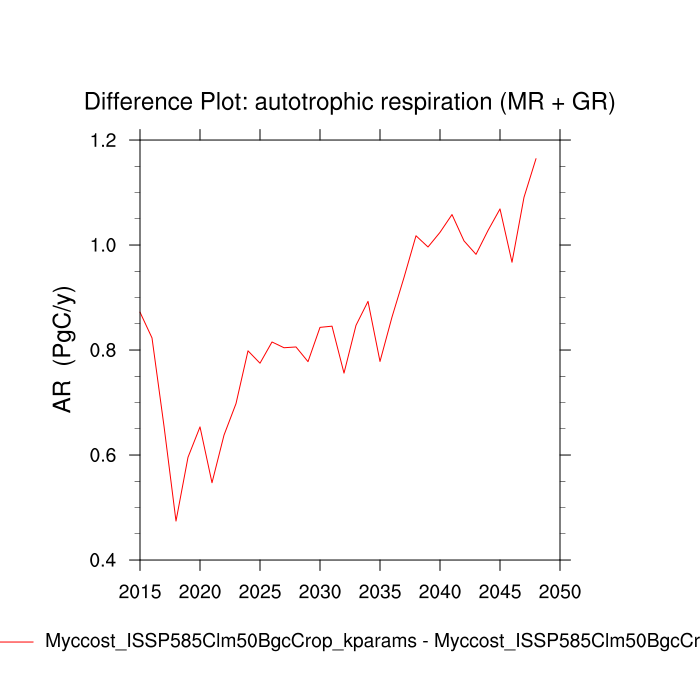 Difference Plot: autotrophic respiration (MR + GR)
1.2
1.0
0.8
0.6
0.4
AR (PgC/y)
2015 2020 2025 2030 2035 2040 2045 2050
Myccost_ISSP585Clm50BgcCrop_kparams - Myccost_ISSP585Clm50BgcCr